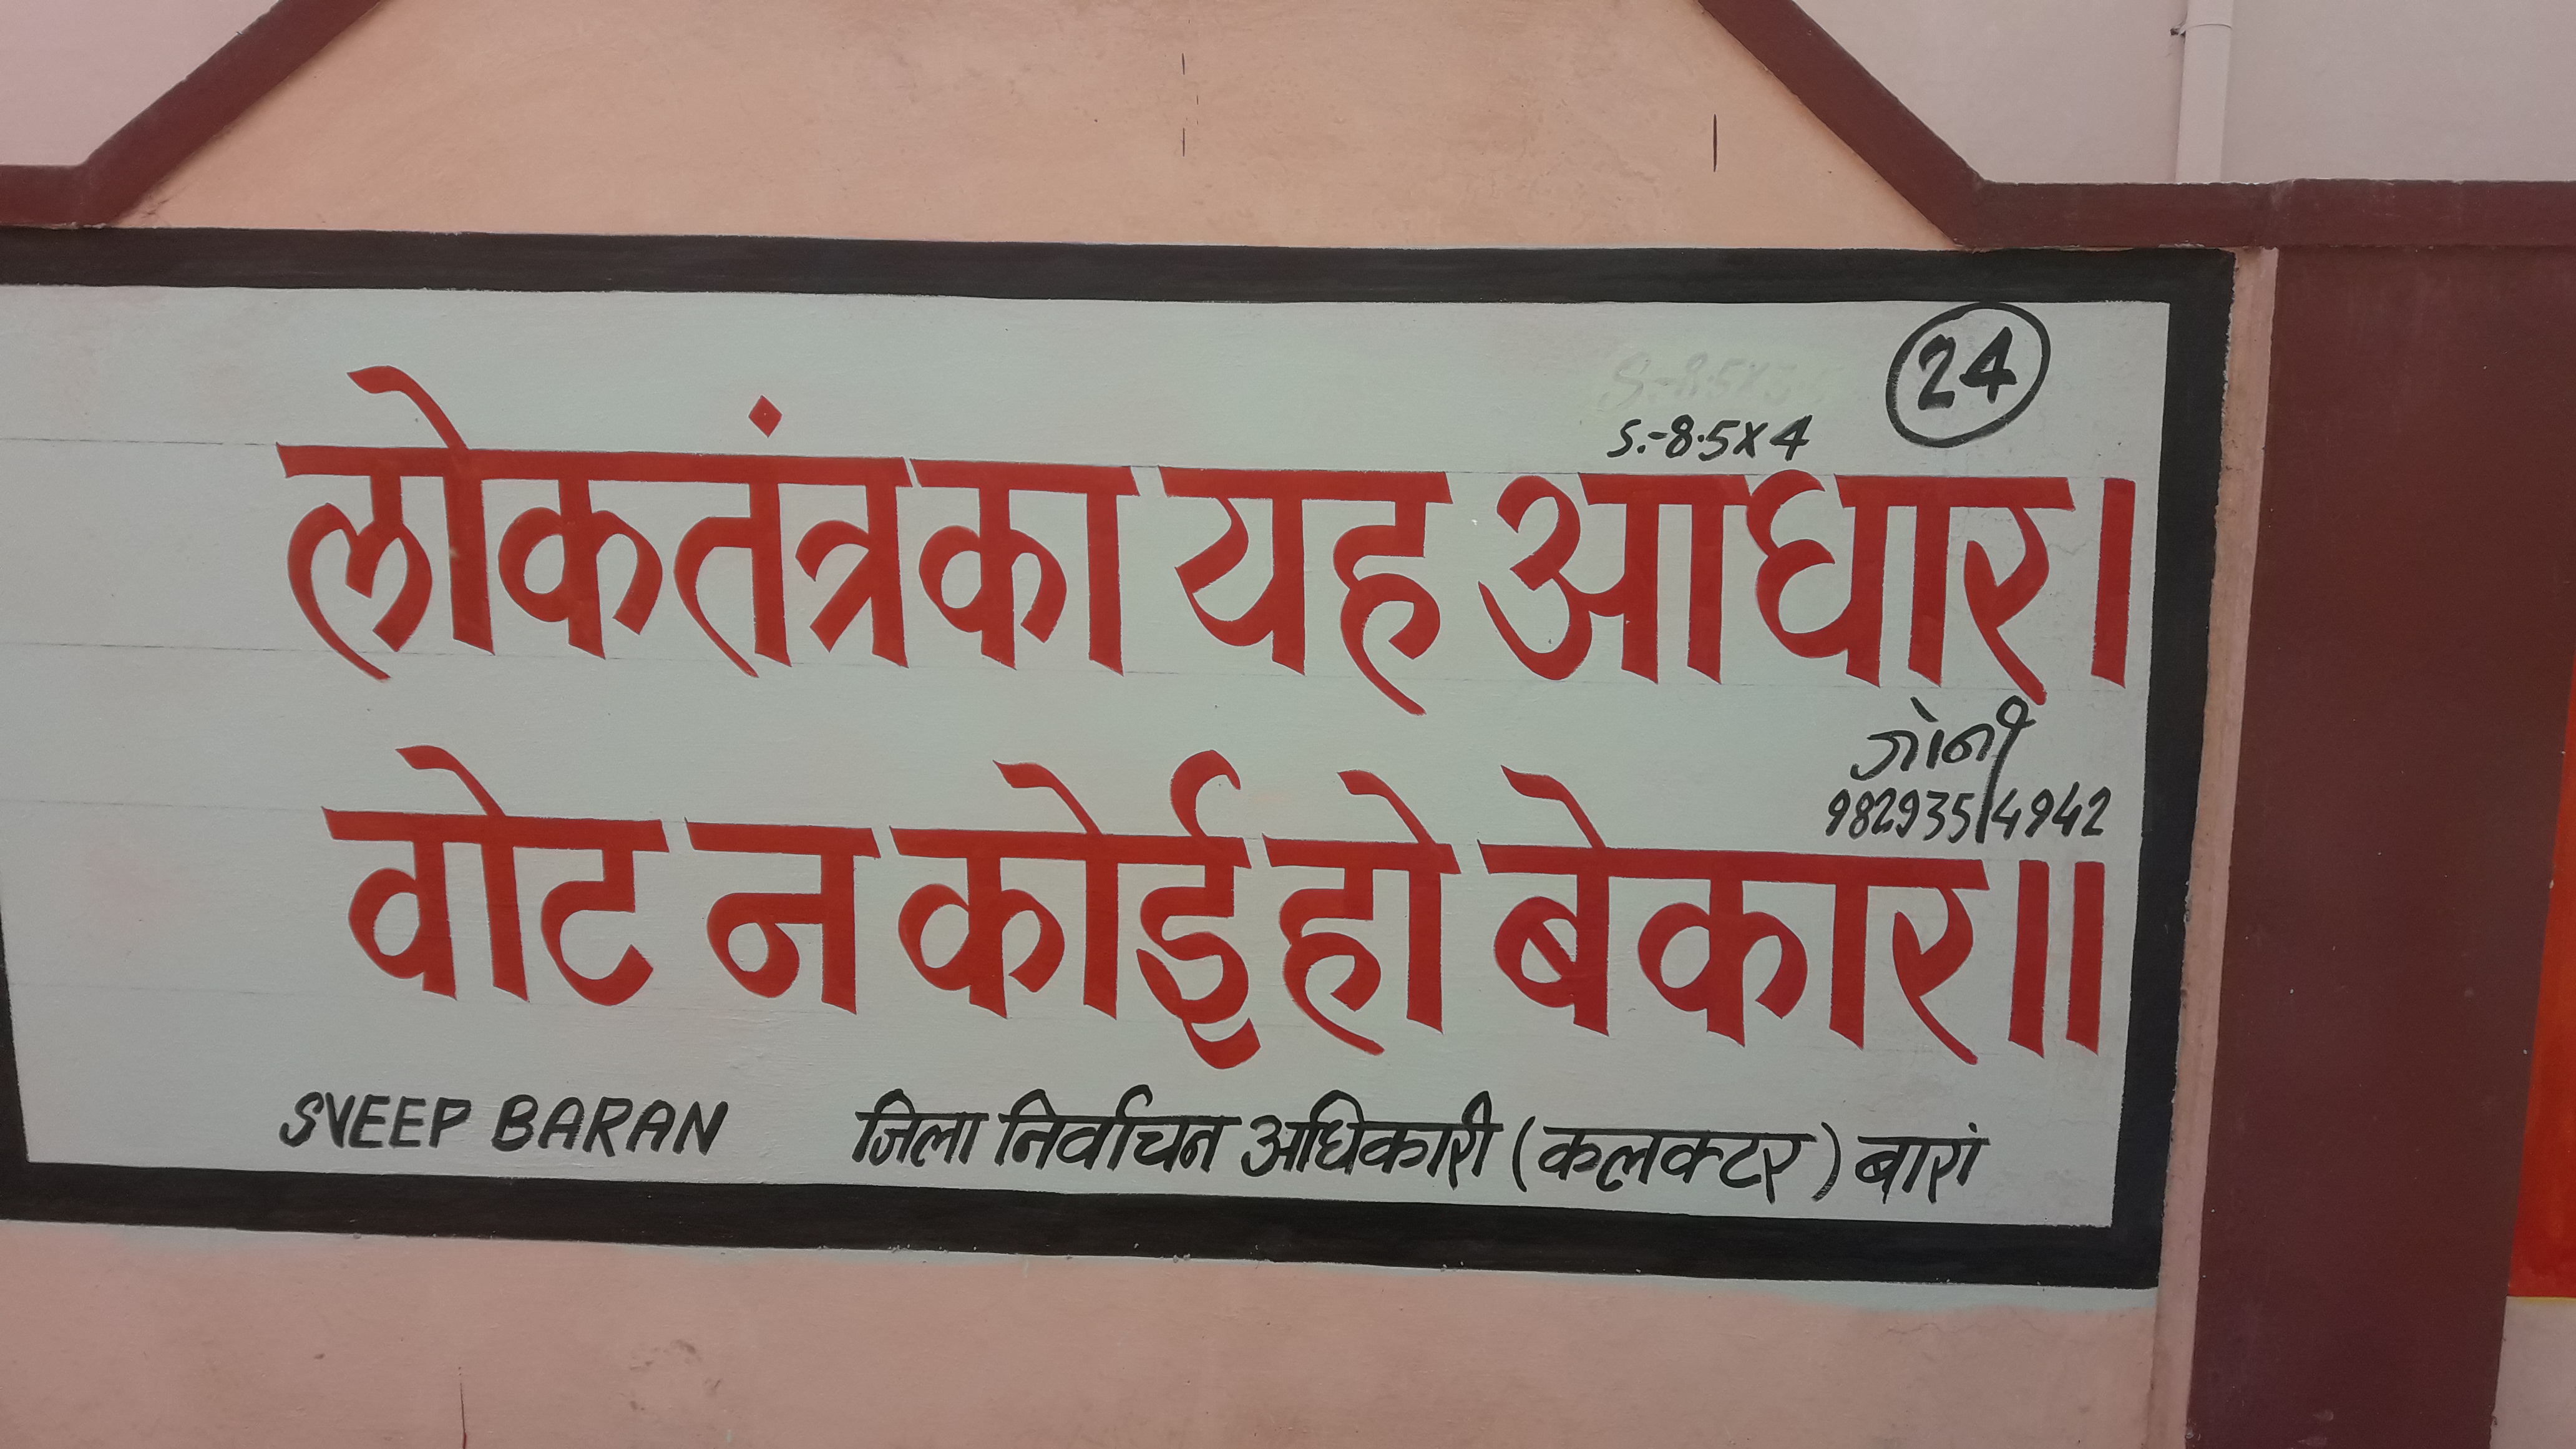 24
S.-8.5x4
लोकतंत्र का यह आधार।
जॉनी
9829354942
वोट न कोई हो बेकार॥
SVEEP BARAN जिला निर्वाचन अधिकारी (कलक्टर) बारां